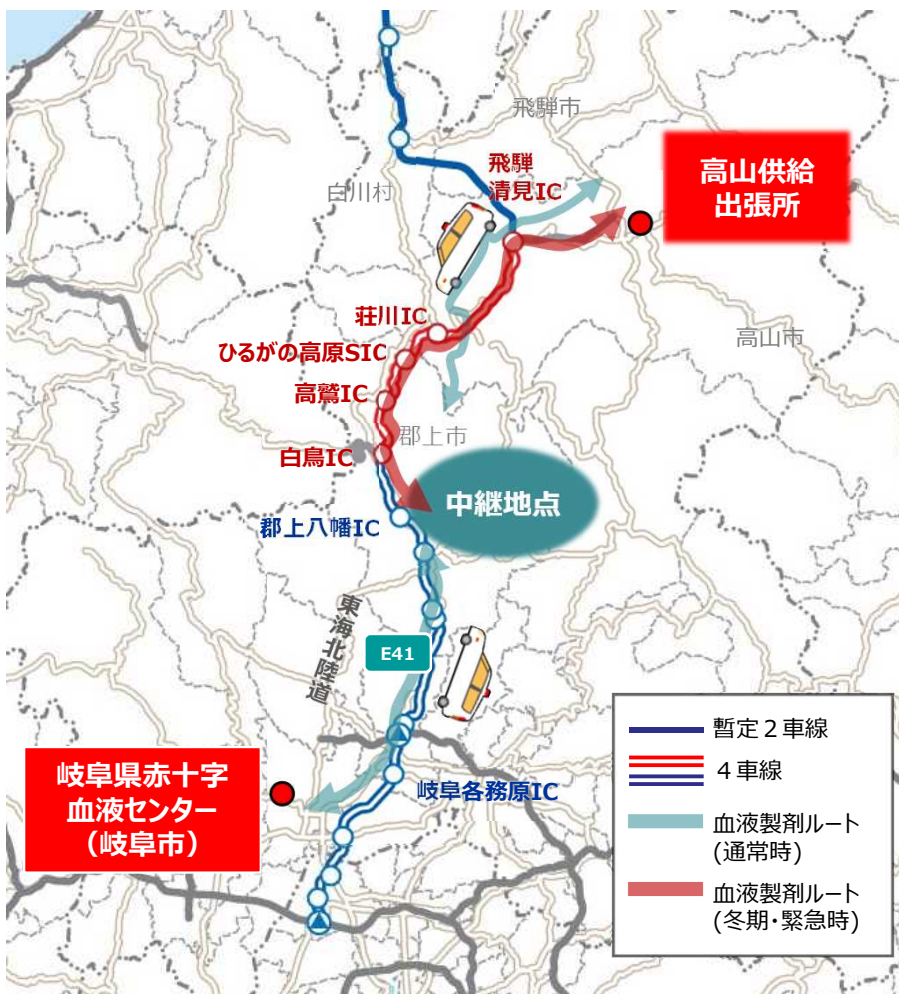 飛騨市
飛騨
清見IC
高山供給
出張所
白川村
荘川IC
ひるがの高原SIC
高鷲IC
高山市
郡上市
白鳥IC
中継地点
郡上八幡IC
東海北陸道
E41
岐阜県赤十字
血液センター
（岐阜市）
岐阜各務原IC
暫定２車線
４車線
血液製剤ルート
(通常時)
血液製剤ルート
(冬期・緊急時)